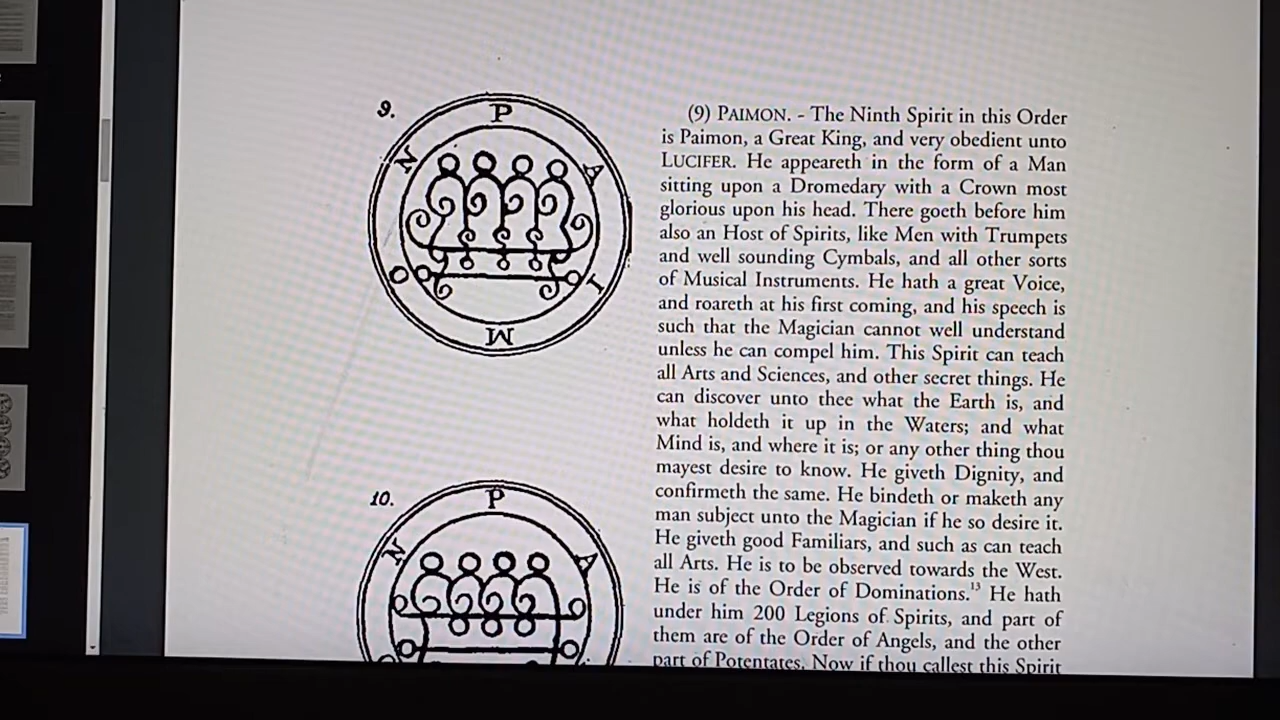 9.
P
A
I
M
O
N
(9) PAIMON. - The Ninth Spirit in this Order
is Paimon, a Great King, and very obedient unto
LUCIFER. He appeareth in the form of a Man
sitting upon a Dromedary with a Crown most
glorious upon his head. There goeth before him
also an Host of Spirits, like Men with Trumpets
and well sounding Cymbals, and all other sorts
of Musical Instruments. He hath a great Voice,
and roareth at his first coming, and his speech is
such that the Magician cannot well understand
unless he can compel him. This Spirit can teach
all Arts and Sciences, and other secret things. He
can discover unto thee what the Earth is, and
what holdeth it up in the Waters; and what
Mind is, and where it is; or any other thing thou
mayest desire to know. He giveth Dignity, and
confirmeth the same. He bindeth or maketh any
man subject unto the Magician if he so desire it.
He giveth good Familiars, and such as can teach
all Arts. He is to be observed towards the West.
He is of the Order of Dominations.¹³ He hath
under him 200 Legions of Spirits, and part of
them are of the Order of Angels, and the other
part of Potentates. Now if thou callest this Spirit
10.
P
A
N